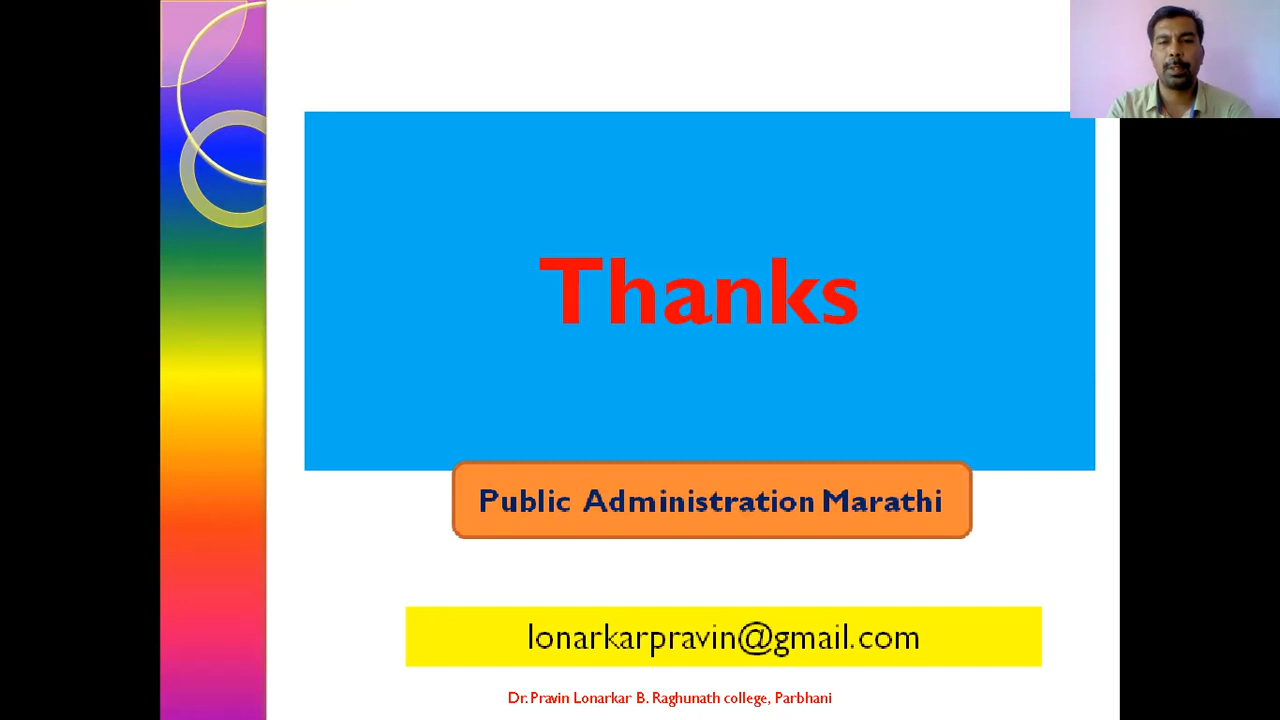 Thanks
Public Administration Marathi
lonarkarpravin@gmail.com
Dr. Pravin Lonarkar B. Raghunath college, Parbhani